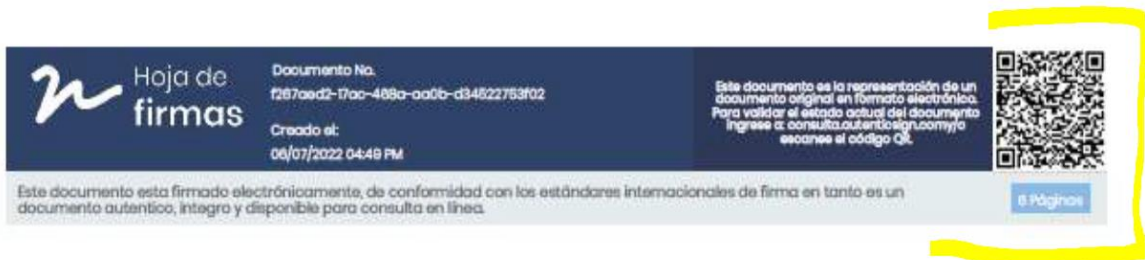 Hoja de
firmas
Documento No.
f267aed2-17ac-468a-aa0b-d34522753f02
Creado el:
06/07/2022 04:49 PM
Este documento es la representación de un
documento original en formato electrónico.
Para validar el estado actual del documento
ingrese a: consulta.autenticsign.comy/o
escanee el código QR.
Este documento esta firmado electrónicamente, de conformidad con los estándares internacionales de firma en tanto es un
documento autentico, integro y disponible para consulta en línea.
6 Páginas